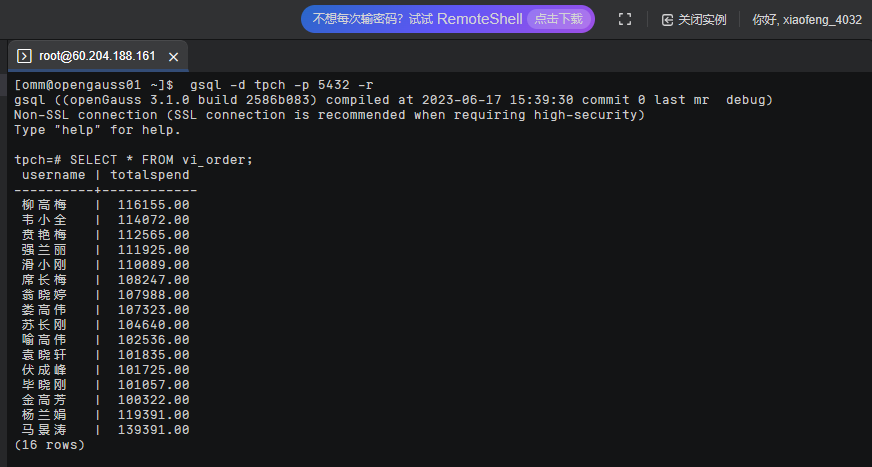 不想每次输密码？试试 RemoteShell 点击下载
关闭实例
你好, xiaofeng_4032
root@60.204.188.161
[omm@opengauss01 ~]$  gsql -d tpch -p 5432 -r
gsql ((openGauss 3.1.0 build 2586b083) compiled at 2023-06-17 15:39:30 commit 0 last mr  debug)
Non-SSL connection (SSL connection is recommended when requiring high-security)
Type "help" for help.
tpch=# SELECT * FROM vi_order;
username | totalspend
----------+------------
柳高梅 | 116155.00
韦小全 | 114072.00
贲艳梅 | 112565.00
强兰丽 | 111925.00
滑小刚 | 110089.00
席长梅 | 108247.00
翁晓婷 | 107988.00
娄高伟 | 107323.00
苏长刚 | 104640.00
喻高伟 | 102536.00
袁晓轩 | 101835.00
伏成峰 | 101725.00
毕晓刚 | 101057.00
金高芳 | 100322.00
杨兰娟 | 119391.00
马景涛 | 139391.00
(16 rows)